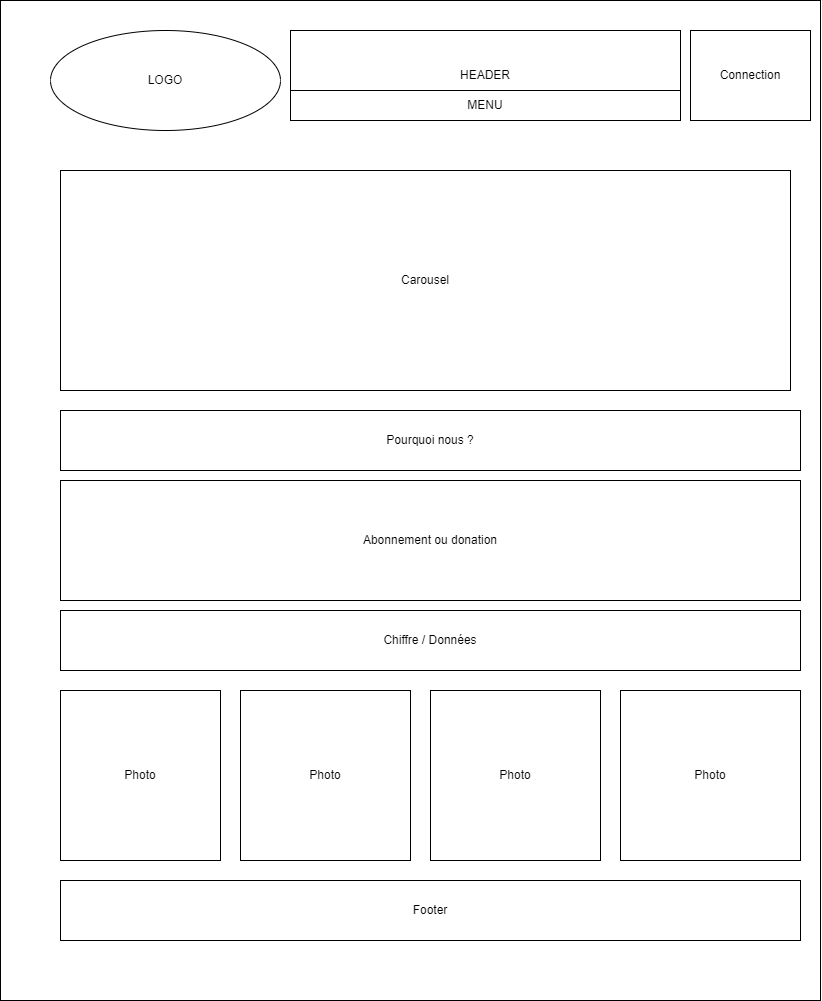 LOGO
HEADER
Connection
MENU
Carousel
Pourquoi nous ?
Abonnement ou donation
Chiffre / Données
Photo
Photo
Photo
Photo
Footer